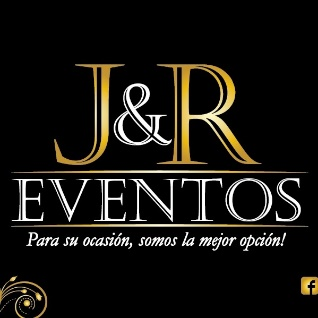 J&R
EVENTOS
Para su ocasión, somos la mejor opción!